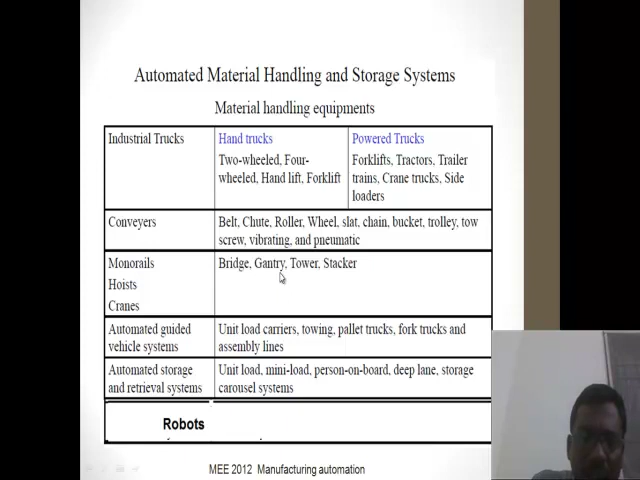 Automated Material Handling and Storage Systems
Material handling equipments
Industrial Trucks
Hand trucks
Two-wheeled, Four-
wheeled, Hand lift, Forklift
Powered Trucks
Forklifts, Tractors, Trailer
trains, Crane trucks, Side
loaders
Conveyers
Belt, Chute, Roller, Wheel, slat, chain, bucket, trolley, tow
screw, vibrating, and pneumatic
Monorails
Hoists
Cranes
Bridge, Gantry, Tower, Stacker
Automated guided
vehicle systems
Unit load carriers, towing, pallet trucks, fork trucks and
assembly lines
Automated storage
and retrieval systems
Unit load, mini-load, person-on-board, deep lane, storage
carousel systems
Robots
MEE 2012 Manufacturing automation